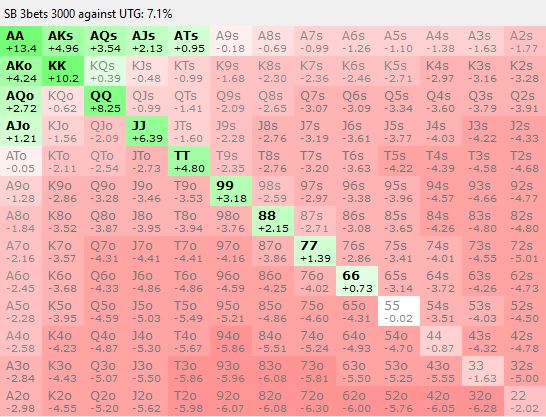 SB 3bets 3000 against UTG: 7.1%
AA AKs AQs AJs ATs A9s A8s A7s A6s A5s A4s A3s A2s
+13.4 +4.96 +3.54 +2.13 +0.95 -0.18 -0.69 -0.99 -1.26 -1.10 -1.38 -1.63 -1.77
AKo KK KQs KJs KTs K9s K8s K7s K6s K5s K4s K3s K2s
+4.24 +10.2 +0.39 -0.48 -0.99 -1.68 -2.30 -2.36 -2.46 -2.71 -2.97 -3.16 -3.28
AQo KQo QQ QJs QTs Q9s Q8s Q7s Q6s Q5s Q4s Q3s Q2s
+2.72 -0.62 +8.25 -0.99 -1.41 -2.09 -2.65 -3.07 -3.09 -3.34 -3.60 -3.79 -3.91
AJo KJo QJo JJ JTs J9s J8s J7s J6s J5s J4s J3s J2s
+1.21 -1.56 -2.09 +6.39 -1.60 -2.28 -2.76 -3.19 -3.61 -3.77 -4.03 -4.22 -4.33
ATo KTo QTo JTo TT T9s T8s T7s T6s T5s T4s T3s T2s
-0.05 -2.11 -2.54 -2.73 +4.80 -2.35 -2.76 -3.20 -3.63 -4.22 -4.39 -4.58 -4.68
A9o K9o Q9o J9o T9o 99 98s 97s 96s 95s 94s 93s 92s
-1.28 -2.86 -3.28 -3.46 -3.53 +3.18 -2.59 -2.97 -3.38 -3.96 -4.57 -4.66 -4.77
A8o K8o Q8o J8o T8o 98o 88 87s 86s 85s 84s 83s 82s
-1.84 -3.52 -3.87 -3.95 -3.94 -3.76 +2.15 -2.71 -3.08 -3.65 -4.26 -4.80 -4.80
A7o K7o Q7o J7o T7o 97o 87o 77 76s 75s 74s 73s 72s
-2.16 -3.57 -4.31 -4.41 -4.41 -4.16 -3.86 +1.39 -2.86 -3.41 -4.01 -4.55 -5.01
A6o K6o Q6o J6o T6o 96o 86o 76o 66 65s 64s 63s 62s
-2.45 -3.68 -4.32 -4.85 -4.86 -4.59 -4.25 -4.02 +0.73 -3.14 -3.72 -4.26 -4.73
A5o K5o Q5o J5o T5o 95o 85o 75o 65o 55 54s 53s 52s
-2.28 -3.95 -4.59 -5.03 -5.49 -5.21 -4.86 -4.60 -4.31 -0.02 -3.51 -4.03 -4.50
A4o K4o Q4o J4o T4o 94o 84o 74o 64o 54o 44 43s 42s
-2.58 -4.23 -4.87 -5.30 -5.67 -5.86 -5.51 -5.24 -4.93 -4.70 -0.87 -4.32 -4.78
A3o K3o Q3o J3o T3o 93o 83o 73o 63o 53o 43o 33 32s
-2.84 -4.43 -5.07 -5.50 -5.86 -5.96 -6.08 -5.81 -5.50 -5.25 -5.55 -1.63 -5.00
A2o K2o Q2o J2o T2o 92o 82o 72o 62o 52o 42o 32o 22
-2.98 -4.55 -5.20 -5.62 -5.98 -6.07 -6.08 -6.30 -6.00 -5.76 -6.05 -6.28 -2.02